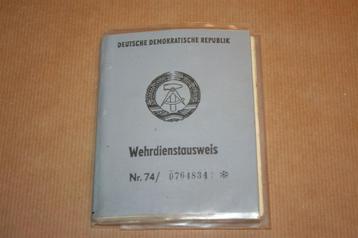 DEUTSCHE DEMOKRATISCHE REPUBLIK
Wehrdienstausweis
Nr. 74/ 0764834 *